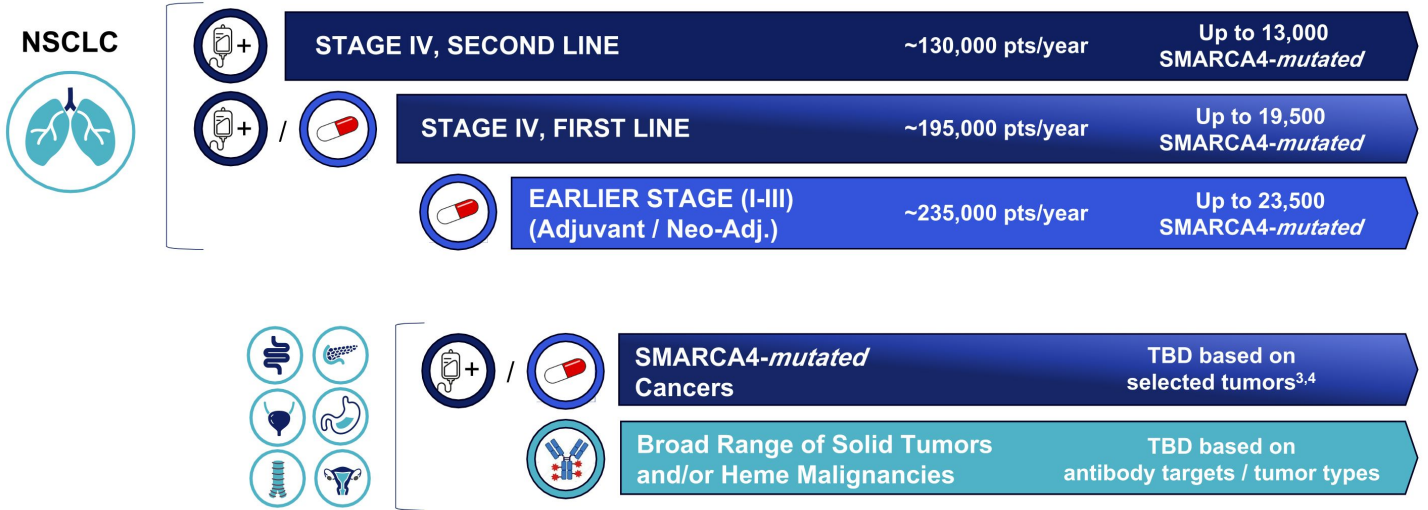 NSCLC
+
STAGE IV, SECOND LINE
~130,000 pts/year
Up to 13,000
SMARCA4-mutated
+ /
STAGE IV, FIRST LINE
~195,000 pts/year
Up to 19,500
SMARCA4-mutated
EARLIER STAGE (I-III)
(Adjuvant / Neo-Adj.)
~235,000 pts/year
Up to 23,500
SMARCA4-mutated
+ /
SMARCA4-mutated
Cancers
TBD based on
selected tumors3,4
Broad Range of Solid Tumors
and/or Heme Malignancies
TBD based on
antibody targets / tumor types